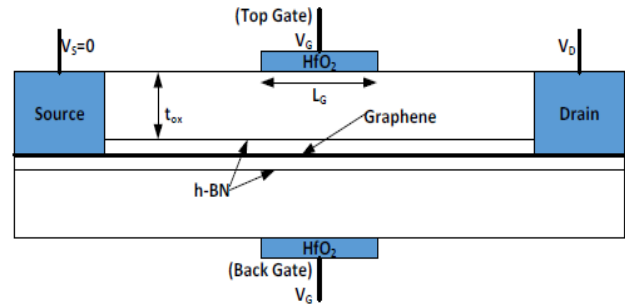 (Top Gate)
V_S=0
V_G
V_D
HfO₂
L_G
Source
t_ox
Graphene
Drain
h-BN
HfO₂
(Back Gate)
V_G